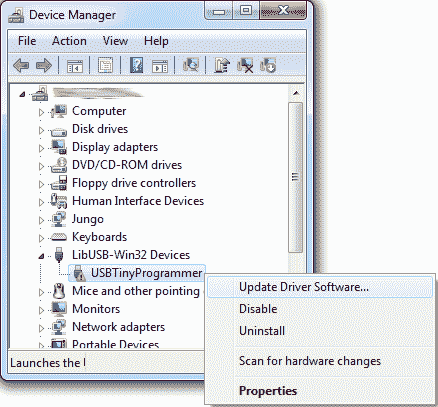 Device Manager
File Action View Help
Computer
Disk drives
Display adapters
DVD/CD-ROM drives
Floppy drive controllers
Human Interface Devices
Jungo
Keyboards
LibUSB-Win32 Devices
USBTinyProgrammer
Mice and other pointing
Monitors
Network adapters
Portable Devices
Launches the
Update Driver Software...
Disable
Uninstall
Scan for hardware changes
Properties